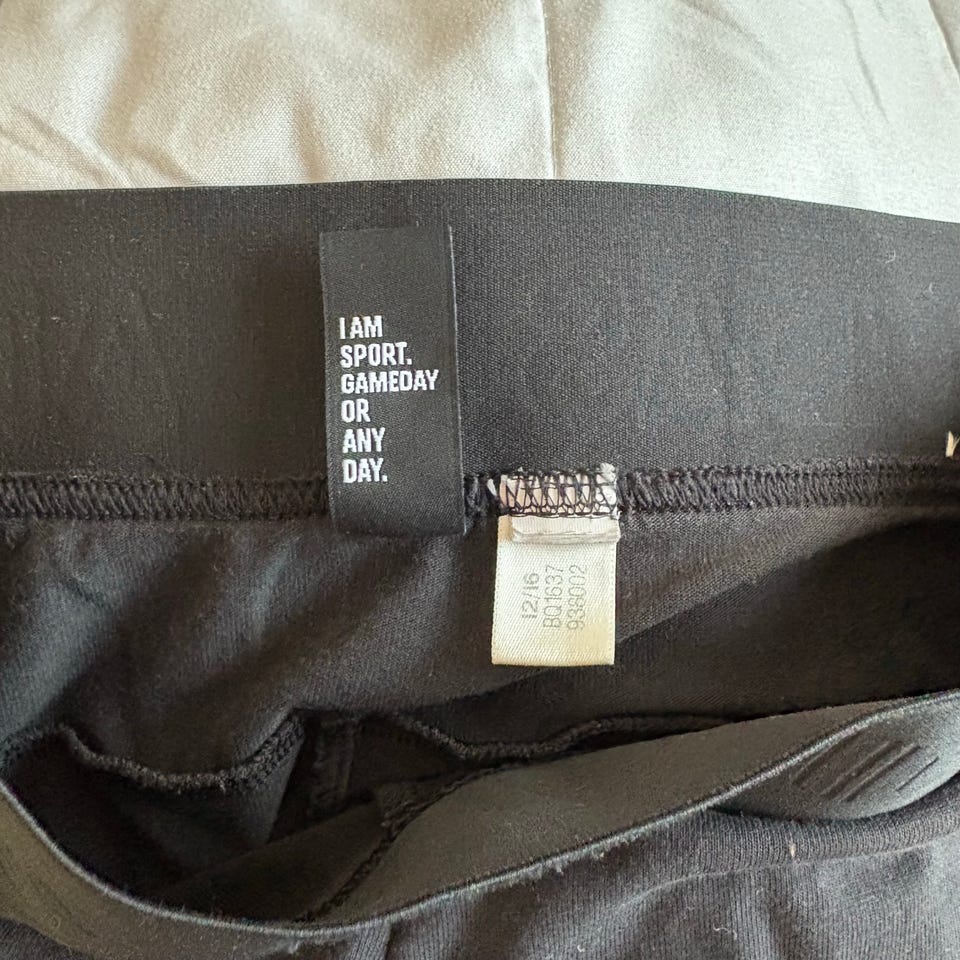 I AM
SPORT.
GAMEDAY
OR
ANY
DAY.
12/16
BQ1637
938002